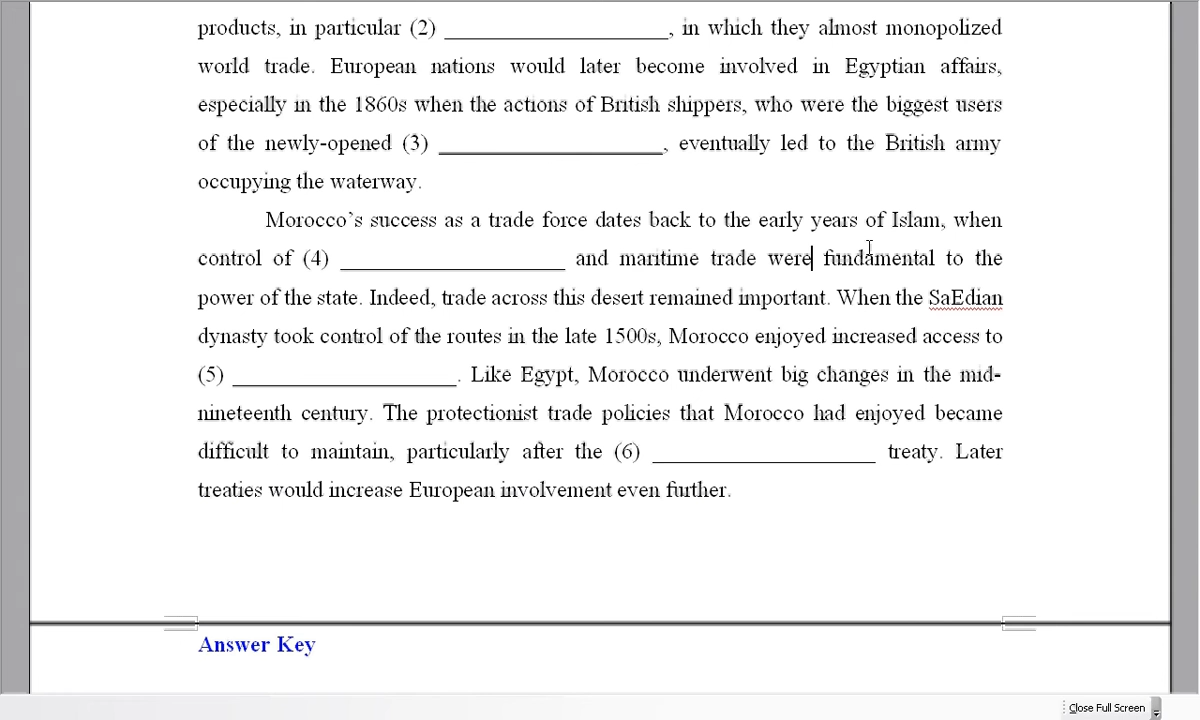 products, in particular (2) ____________________, in which they almost monopolized
world trade. European nations would later become involved in Egyptian affairs,
especially in the 1860s when the actions of British shippers, who were the biggest users
of the newly-opened (3) ____________________, eventually led to the British army
occupying the waterway.
Morocco’s success as a trade force dates back to the early years of Islam, when
control of (4) ____________________ and maritime trade were fundamental to the
power of the state. Indeed, trade across this desert remained important. When the SaEdian
dynasty took control of the routes in the late 1500s, Morocco enjoyed increased access to
(5) ____________________. Like Egypt, Morocco underwent big changes in the mid-
nineteenth century. The protectionist trade policies that Morocco had enjoyed became
difficult to maintain, particularly after the (6) ____________________ treaty. Later
treaties would increase European involvement even further.
Answer Key
Close Full Screen